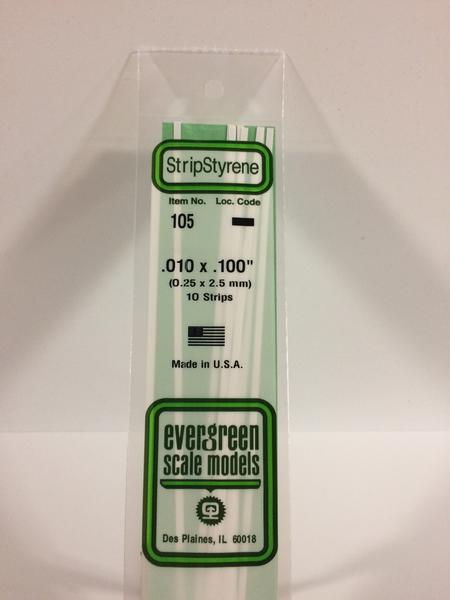 StripStyrene
Item No. Loc. Code
105
.010 x .100"
(0.25 x 2.5 mm)
10 Strips
Made in U.S.A.
evergreen
scale models
Des Plaines, IL 60018